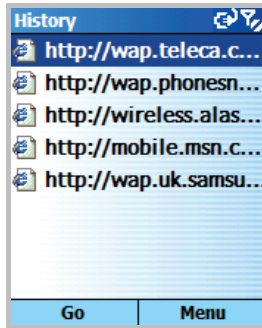 History
http://wap.teleca.c...
http://wap.phonesn...
http://wireless.alas...
http://mobile.msn.c...
http://wap.uk.samsu...
Go Menu